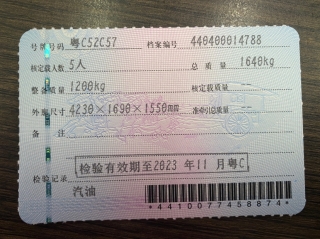 号牌号码 粤C52C57 档案编号 440400014788
核定载人数 5人 总质量 1640kg
整备质量 1200kg 核定载质量
外廓尺寸 4230×1690×1550mm 准牵引总质量
备注
检验有效期至2023 年11 月粤C
检验记录
汽油
*4410077458874*